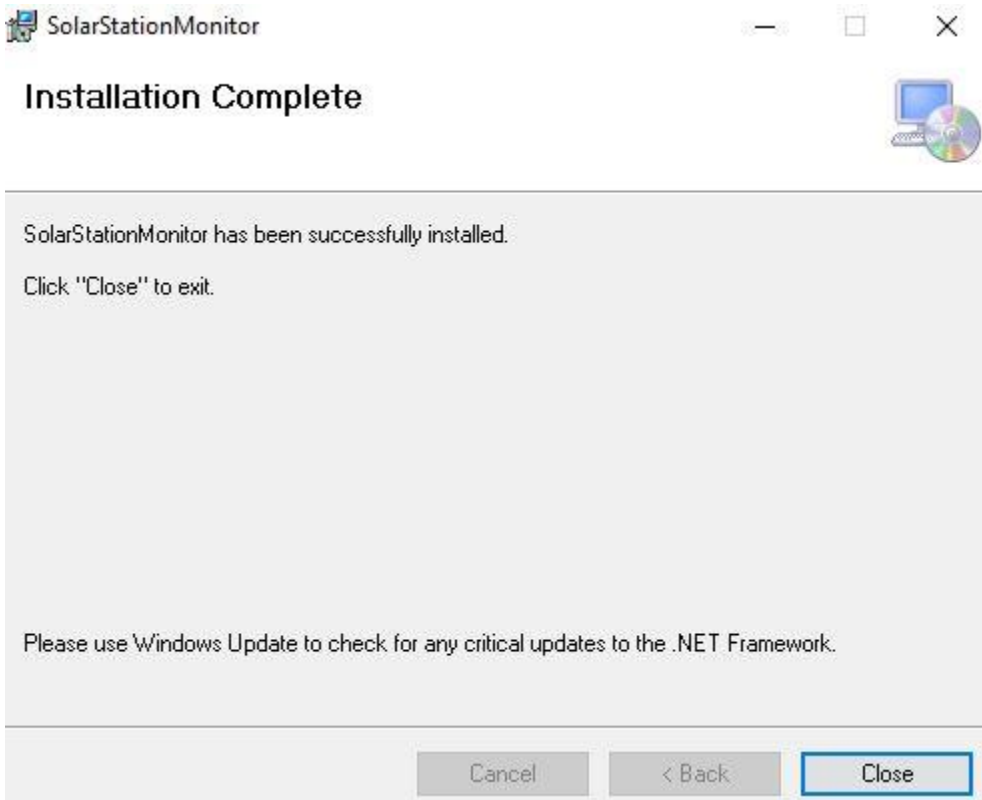 SolarStationMonitor
Installation Complete
SolarStationMonitor has been successfully installed.
Click "Close" to exit.
Please use Windows Update to check for any critical updates to the .NET Framework.
Cancel
< Back
Close